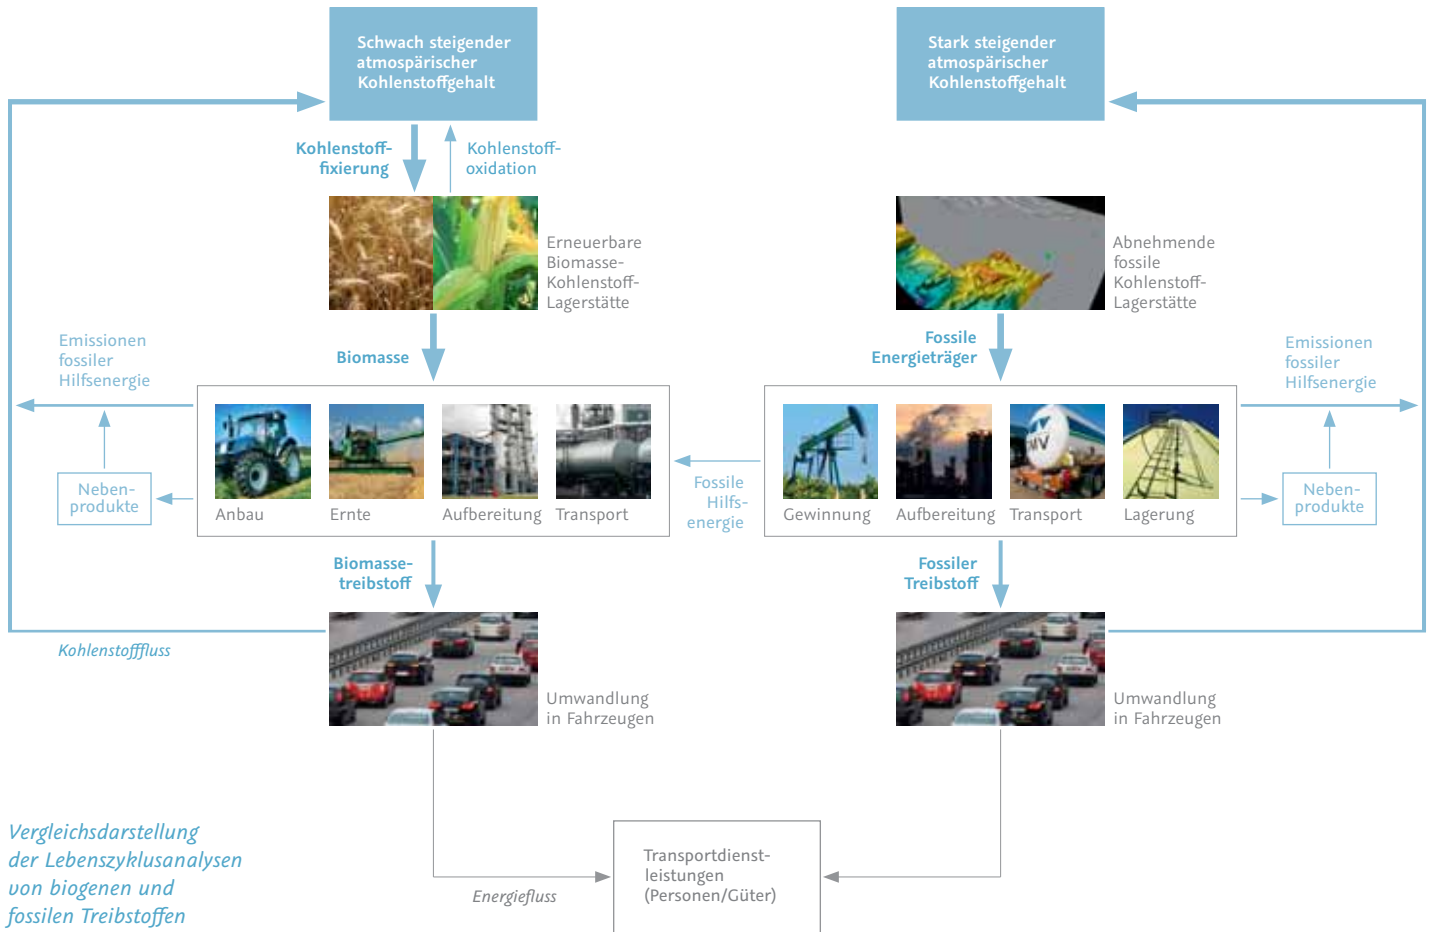 Schwach steigender
atmospärischer
Kohlenstoffgehalt
Stark steigender
atmospärischer
Kohlenstoffgehalt
Kohlenstoff-
fixierung
Kohlenstoff-
oxidation
Erneuerbare
Biomasse-
Kohlenstoff-
Lagerstätte
Abnehmende
fossile
Kohlenstoff-
Lagerstätte
Emissionen
fossiler
Hilfsenergie
Biomasse
Fossile
Energieträger
Emissionen
fossiler
Hilfsenergie
Neben-
produkte
Anbau
Ernte
Aufbereitung
Transport
Fossile
Hilfs-
energie
Gewinnung
Aufbereitung
Transport
Lagerung
Neben-
produkte
Biomasse-
treibstoff
Fossiler
Treibstoff
Kohlenstofffluss
Umwandlung
in Fahrzeugen
Umwandlung
in Fahrzeugen
Vergleichsdarstellung
der Lebenszyklusanalysen
von biogenen und
fossilen Treibstoffen
Energiefluss
Transportdienst-
leistungen
(Personen/Güter)